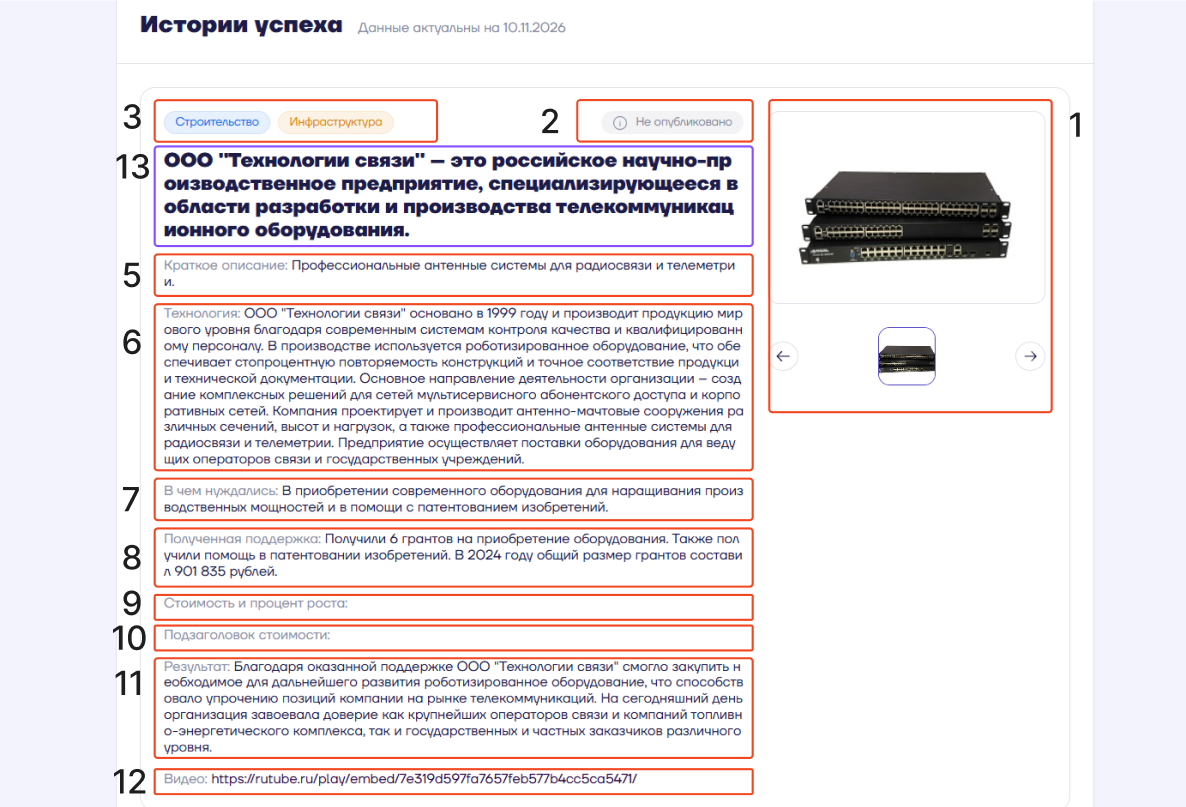 Истории успеха Данные актуальны на 10.11.2026
3 Строительство Инфраструктура 2 Не опубликовано 1
13 ООО "Технологии связи" – это российское научно-пр
оизводственное предприятие, специализирующееся в
области разработки и производства телекоммуникац
ионного оборудования.
5 Краткое описание: Профессиональные антенные системы для радиосвязи и телеметри
и.
6 Технология: ООО "Технологии связи" основано в 1999 году и производит продукцию мир
ового уровня благодаря современным системам контроля качества и квалифицированн
ому персоналу. В производстве используется роботизированное оборудование, что обе
спечивает стопроцентную повторяемость конструкций и точное соответствие продукци
и технической документации. Основное направление деятельности организации – созд
ание комплексных решений для сетей мультисервисного абонентского доступа и корпо
ративных сетей. Компания проектирует и производит антенно-мачтовые сооружения ра
зличных сечений, высот и нагрузок, а также профессиональные антенные системы для
радиосвязи и телеметрии. Предприятие осуществляет поставки оборудования для веду
щих операторов связи и государственных учреждений.
7 В чем нуждались: В приобретении современного оборудования для наращивания произ
водственных мощностей и в помощи с патентованием изобретений.
8 Полученная поддержка: Получили 6 грантов на приобретение оборудования. Также пол
учили помощь в патентовании изобретений. В 2024 году общий размер грантов состави
л 901 835 рублей.
9 Стоимость и процент роста:
10 Подзаголовок стоимости:
11 Результат: Благодаря оказанной поддержке ООО "Технологии связи" смогло закупить н
еобходимое для дальнейшего развития роботизированное оборудование, что способств
овало упрочению позиций компании на рынке телекоммуникаций. На сегодняшний день
организация завоевала доверие как крупнейших операторов связи и компаний топливн
о-энергетического комплекса, так и государственных и частных заказчиков различного
уровня.
12 Видео: https://rutube.ru/play/embed/7e319d597fa7657feb577b4cc5ca5471/